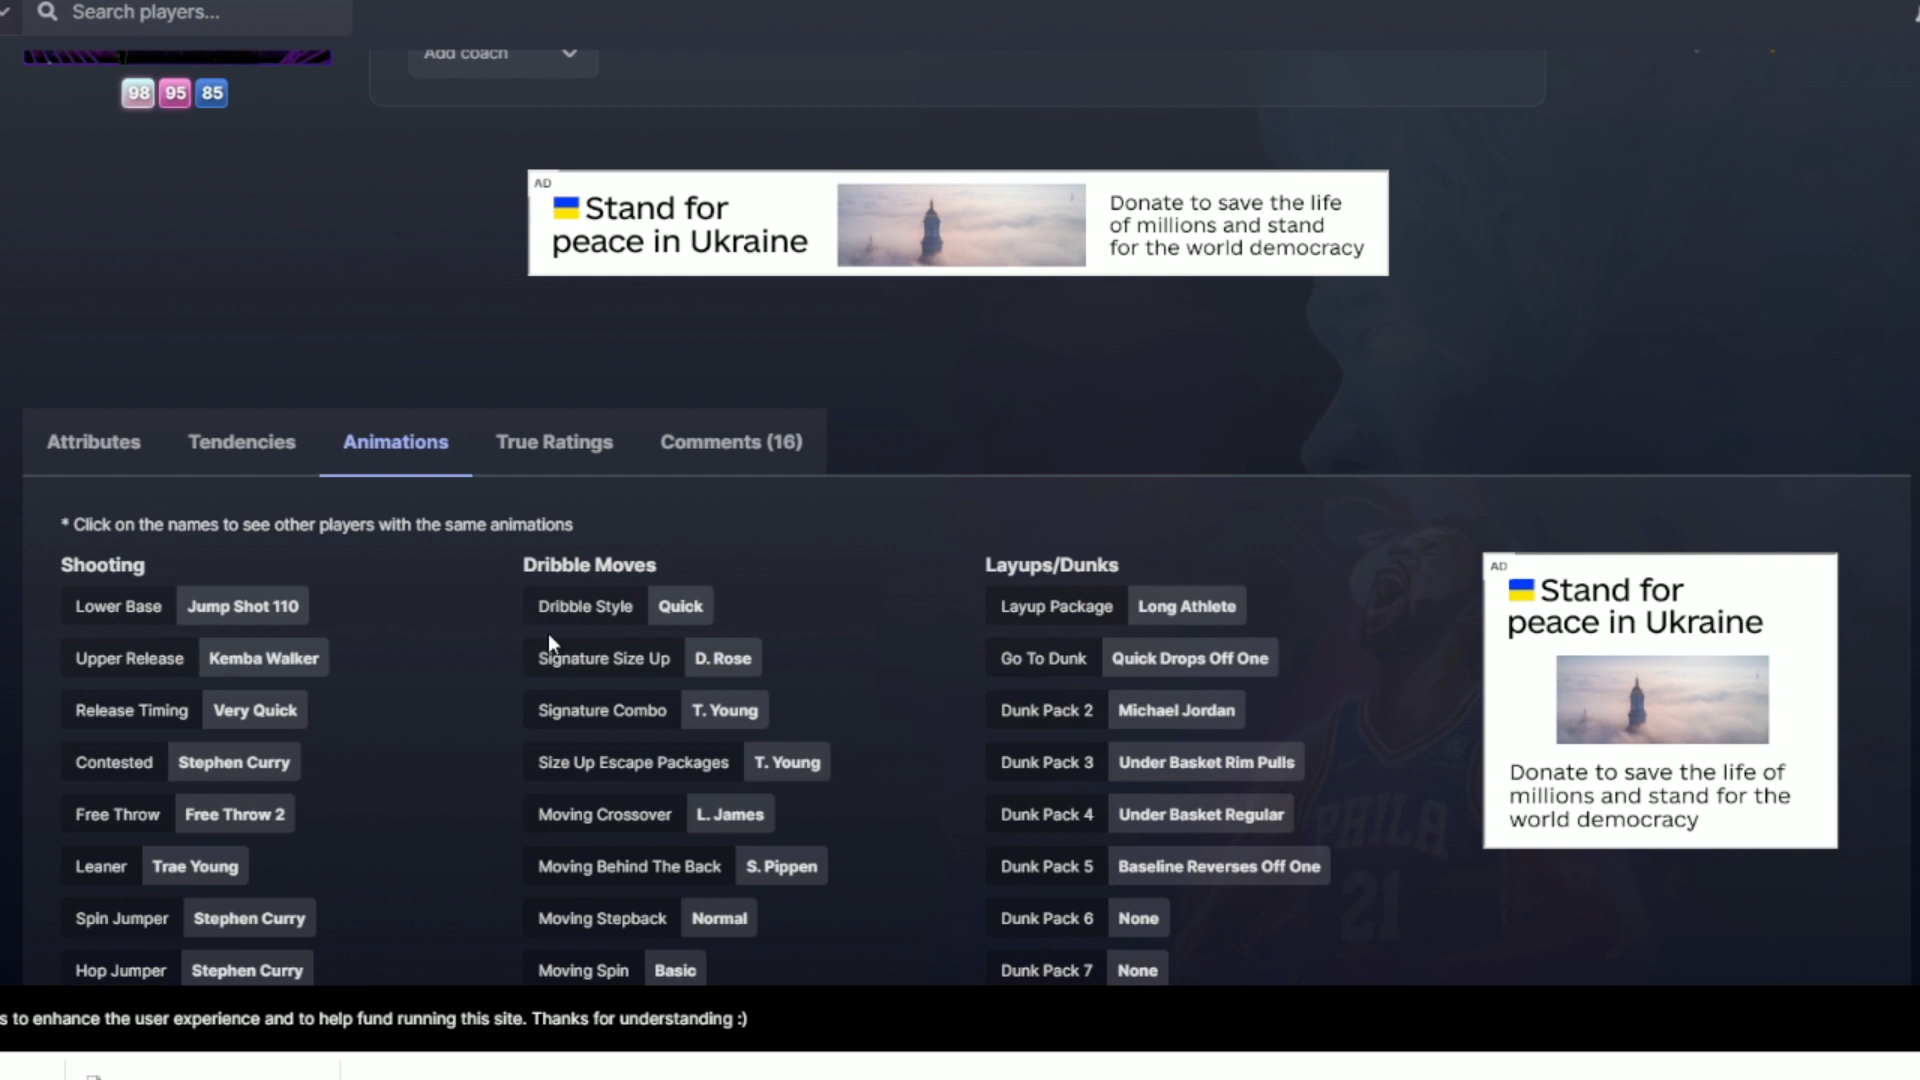 Search players...
Add coach
98 95 85
AD
Stand for
peace in Ukraine
Donate to save the life
of millions and stand
for the world democracy
Attributes Tendencies Animations True Ratings Comments (16)
* Click on the names to see other players with the same animations
Shooting
Lower Base Jump Shot 110
Upper Release Kemba Walker
Release Timing Very Quick
Contested Stephen Curry
Free Throw Free Throw 2
Leaner Trae Young
Spin Jumper Stephen Curry
Hop Jumper Stephen Curry
Dribble Moves
Dribble Style Quick
Signature Size Up D. Rose
Signature Combo T. Young
Size Up Escape Packages T. Young
Moving Crossover L. James
Moving Behind The Back S. Pippen
Moving Stepback Normal
Moving Spin Basic
Layups/Dunks
Layup Package Long Athlete
Go To Dunk Quick Drops Off One
Dunk Pack 2 Michael Jordan
Dunk Pack 3 Under Basket Rim Pulls
Dunk Pack 4 Under Basket Regular
Dunk Pack 5 Baseline Reverses Off One
Dunk Pack 6 None
Dunk Pack 7 None
AD
Stand for
peace in Ukraine
Donate to save the life of
millions and stand for the
world democracy
PHILA
21
s to enhance the user experience and to help fund running this site. Thanks for understanding :)